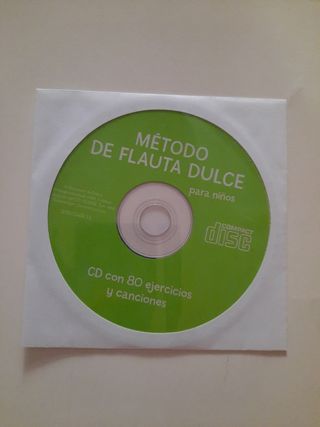 MÉTODO
DE FLAUTA DULCE
para niños
COMPACT
disc
CD con 80 ejercicios
y canciones